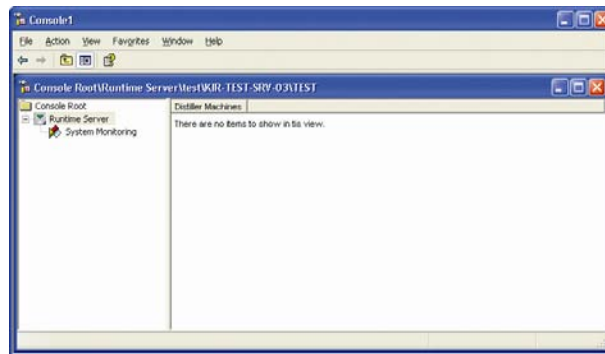 Console1
File Action View Favorites Window Help
Console Root\Runtime Server\test\KIR-TEST-SRV-03\TEST
Console Root
Runtime Server
System Monitoring
Distiller Machines
There are no items to show in tis view.